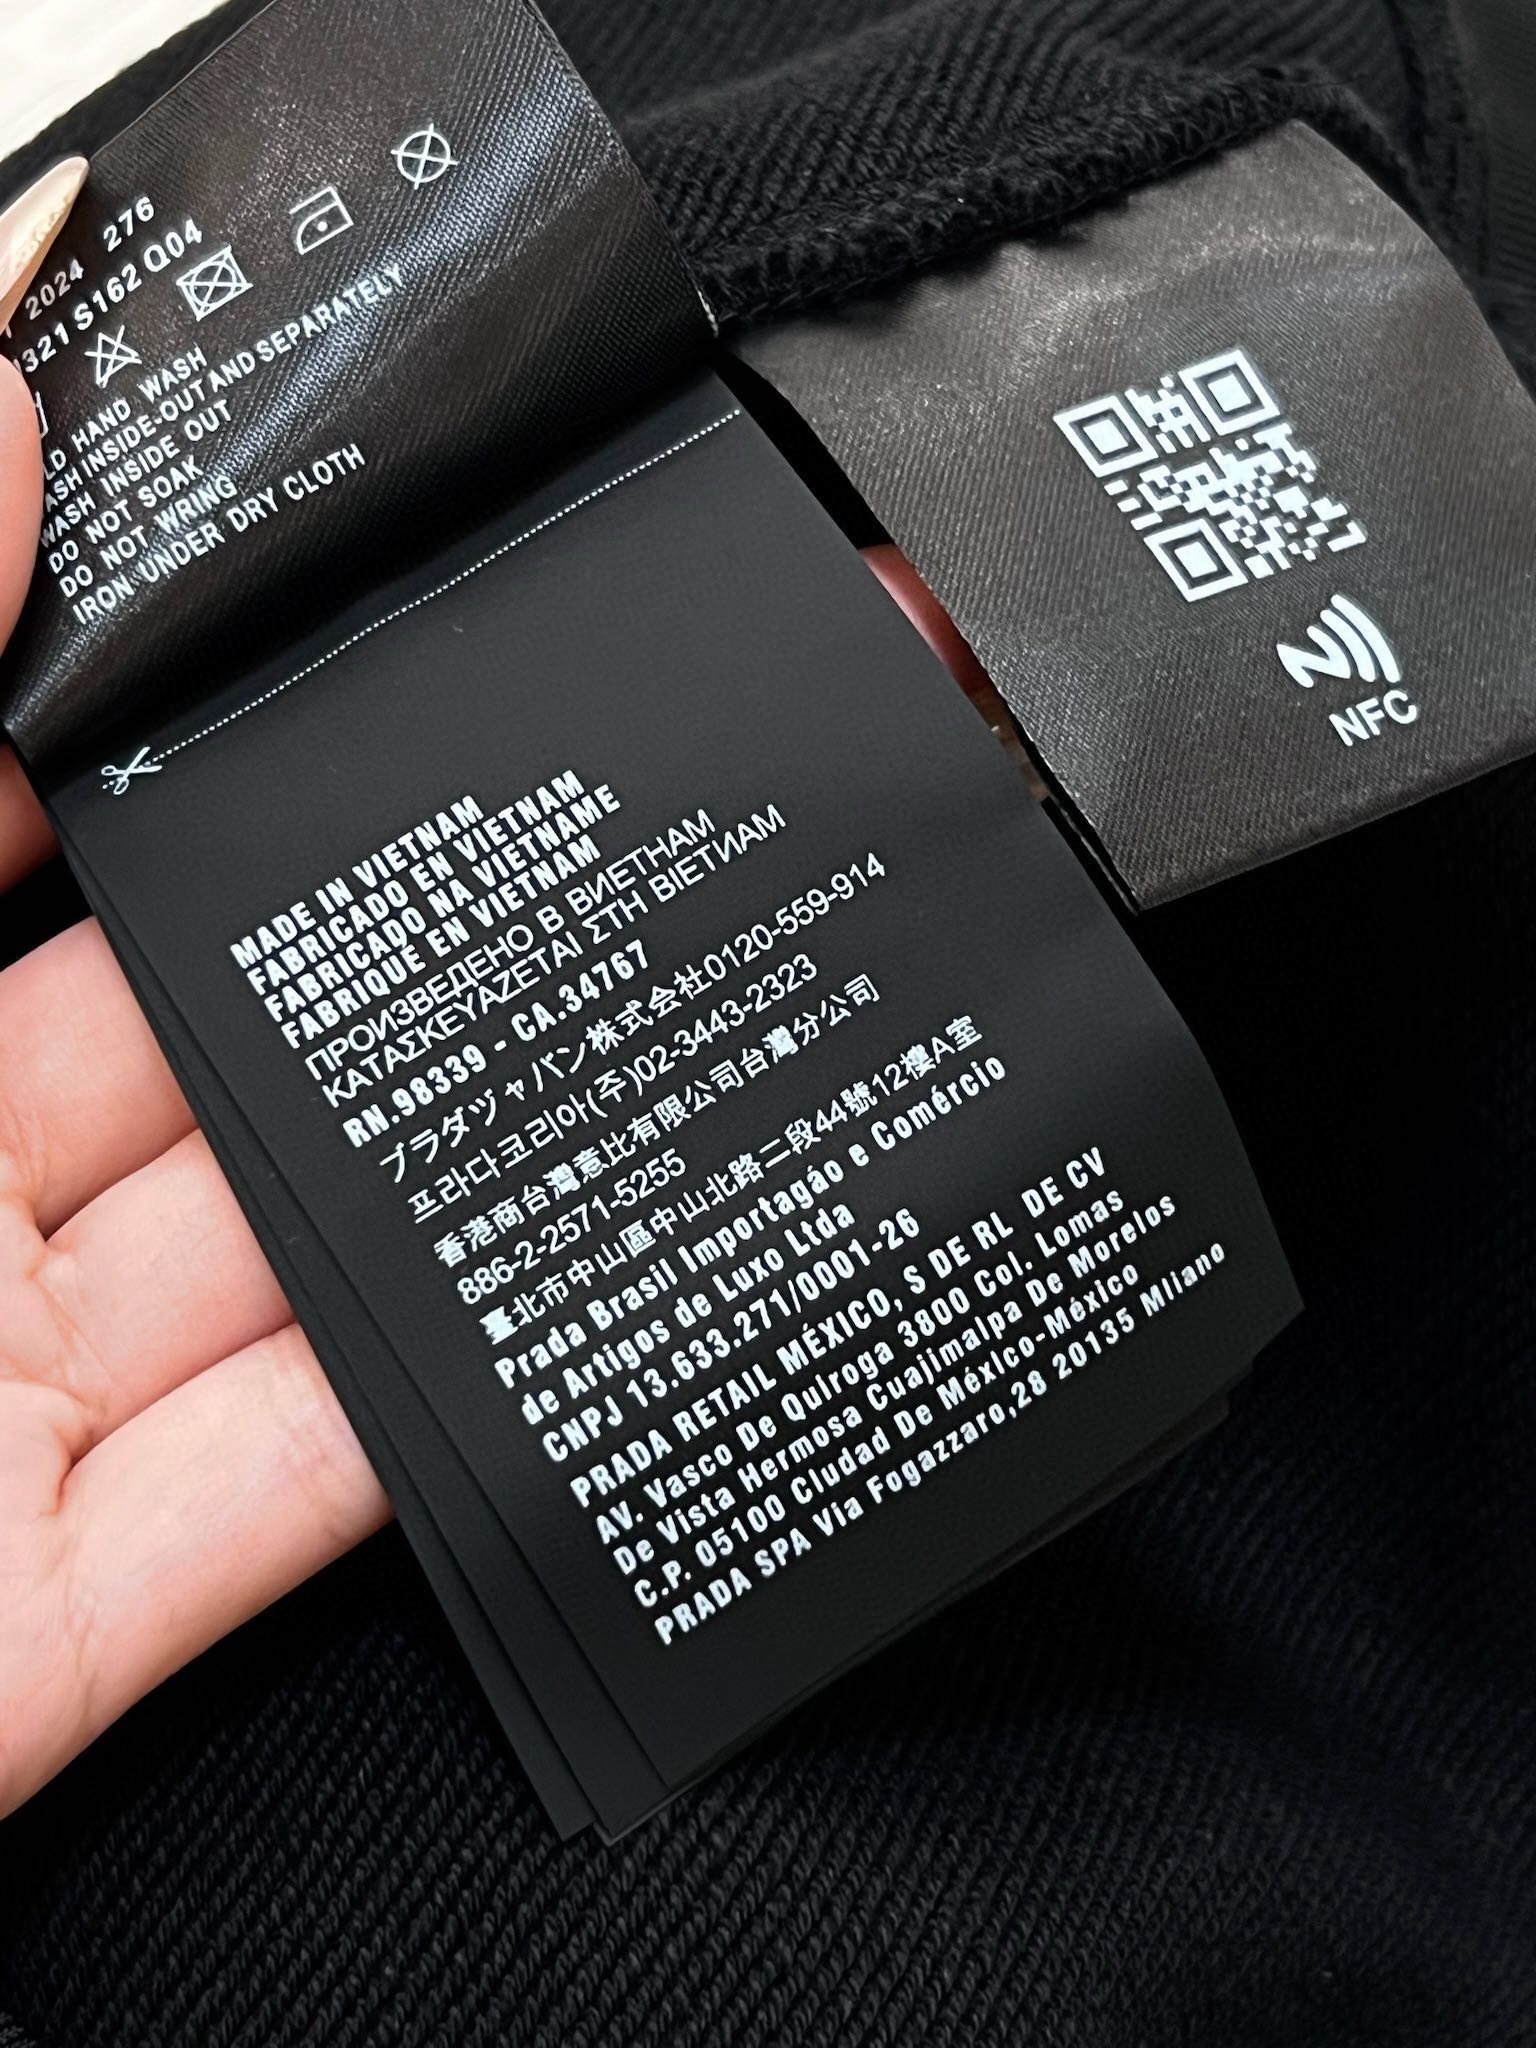 2024 276
321 S162 Q04
HAND WASH
WASH INSIDE-OUT AND SEPARATELY
WASH INSIDE OUT
DO NOT SOAK
DO NOT WRING
IRON UNDER DRY CLOTH
MADE IN VIETNAM
FABRICADO EN VIETNAM
FABRICADO NA VIETNAME
FABRIQUE EN VIETNAM
ПРОИЗВЕДЕНО В ВИЕТНАМ
ΚΑΤΑΣΚΕΥΑΖΕΤΑΙ ΣΤΗ ΒΙΕΤИАМ
RN.98339 - CA.34767
プラダヅャバン株式会社0120-559-914
프라다코리아(주)02-3443-2323
香港商台灣意比有限公司台灣分公司
886-2-2571-5255
臺北市中山區中山北路二段44號12樓A室
Prada Brasil Importagáo e Comércio
de Artigos de Luxo Ltda
CNPJ 13.633.271/0001-26
PRADA RETAIL MÉXICO, S DE RL DE CV
AV. Vasco De Quiroga 3800 Col. Lomas
De Vista Hermosa Cuajimalpa De Morelos
C.P. 05100 Ciudad De México-México
PRADA SPA Via Fogazzaro,28 20135 Milano
NFC